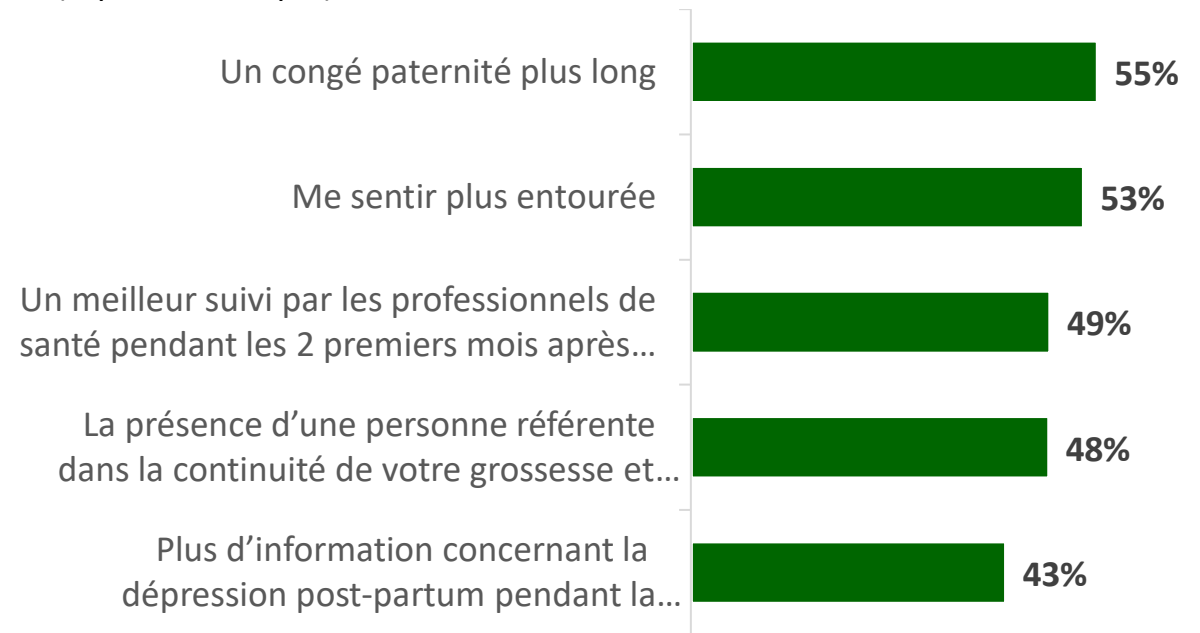 Un congé paternité plus long
55%
Me sentir plus entourée
53%
Un meilleur suivi par les professionnels de
santé pendant les 2 premiers mois après…
49%
La présence d’une personne référente
dans la continuité de votre grossesse et…
48%
Plus d’information concernant la
dépression post-partum pendant la…
43%